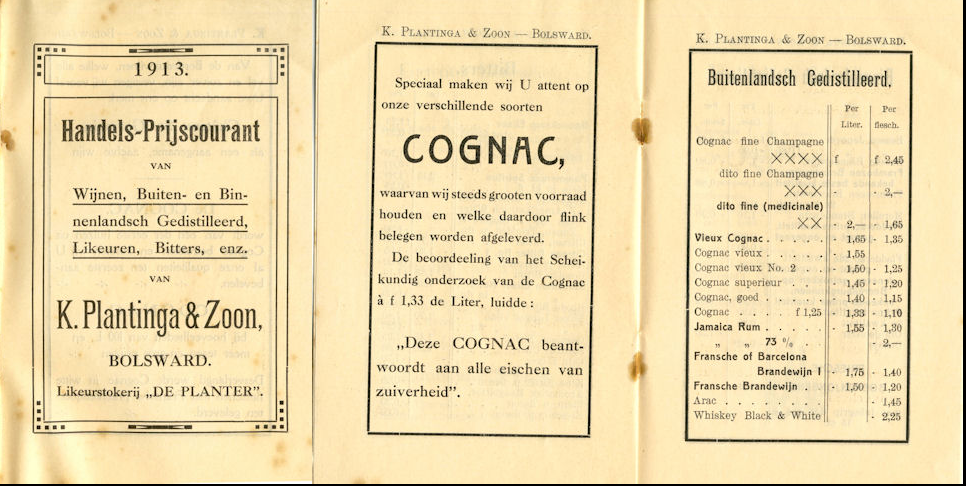 1913.
Handels-Prijscourant
VAN
Wijnen, Buiten- en Bin-
nenlandsch Gedistilleerd,
Likeuren, Bitters, enz.
VAN
K. Plantinga & Zoon,
BOLSWARD.
Likeurstokerij „DE PLANTER".
K. PLANTINGA & ZOON — BOLSWARD.
Speciaal maken wij U attent op
onze verschillende soorten
COGNAC,
waarvan wij steeds grooten voorraad
houden en welke daardoor flink
belegen worden afgeleverd.
De beoordeeling van het Schei-
kundig onderzoek van de Cognac
à f 1,33 de Liter, luidde :
„Deze COGNAC beant-
woordt aan alle eischen van
zuiverheid".
K. PLANTINGA & ZOON — BOLSWARD.
Buitenlandsch Gedistilleerd.
Per Per
Liter. flesch.
Cognac fine Champagne
XXXX f f 2,45
dito fine Champagne
XXX - - 2,—
dito fine (medicinale)
XX - 2,— - 1,65
Vieux Cognac . . . . . - 1,65 - 1,35
Cognac vieux . . . . . - 1,55
Cognac vieux No. 2 . . - 1,50 - 1,25
Cognac superieur . . . - 1,45 - 1,20
Cognac, goed . . . . . - 1,40 - 1,15
Cognac . . . . f 1,25 - 1,33 - 1,10
Jamaica Rum . . . . . - 1,55 - 1,30
„ „ 73 % . . - 2,—
Fransche of Barcelona
Brandewijn I - 1,75 - 1,40
Fransche Brandewijn . - 1,50 - 1,20
Arac . . . . . . . . - 1,45
Whiskey Black & White - 2,25